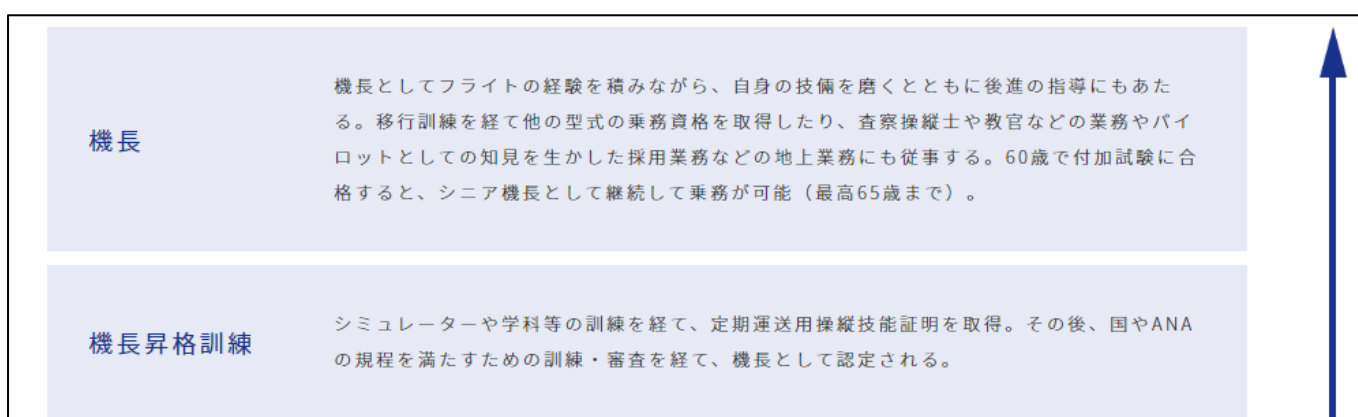 機長
機長としてフライトの経験を積みながら、自身の技倆を磨くとともに後進の指導にもあた
る。移行訓練を経て他の型式の乗務資格を取得したり、査察操縦士や教官などの業務やパイ
ロットとしての知見を生かした採用業務などの地上業務にも従事する。60歳で付加試験に合
格すると、シニア機長として継続して乗務が可能（最高65歳まで）。
機長昇格訓練
シミュレーターや学科等の訓練を経て、定期運送用操縦技能証明を取得。その後、国やANA
の規程を満たすための訓練・審査を経て、機長として認定される。